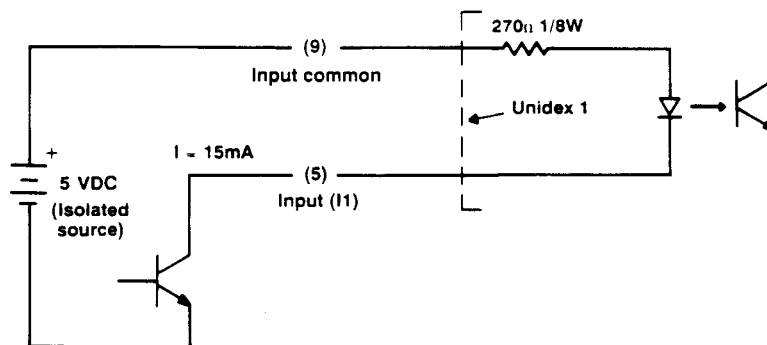 270Ω 1/8W
(9)
Input common
Unidex 1
+
I = 15mA
5 VDC
(Isolated
source)
(5)
Input (I1)